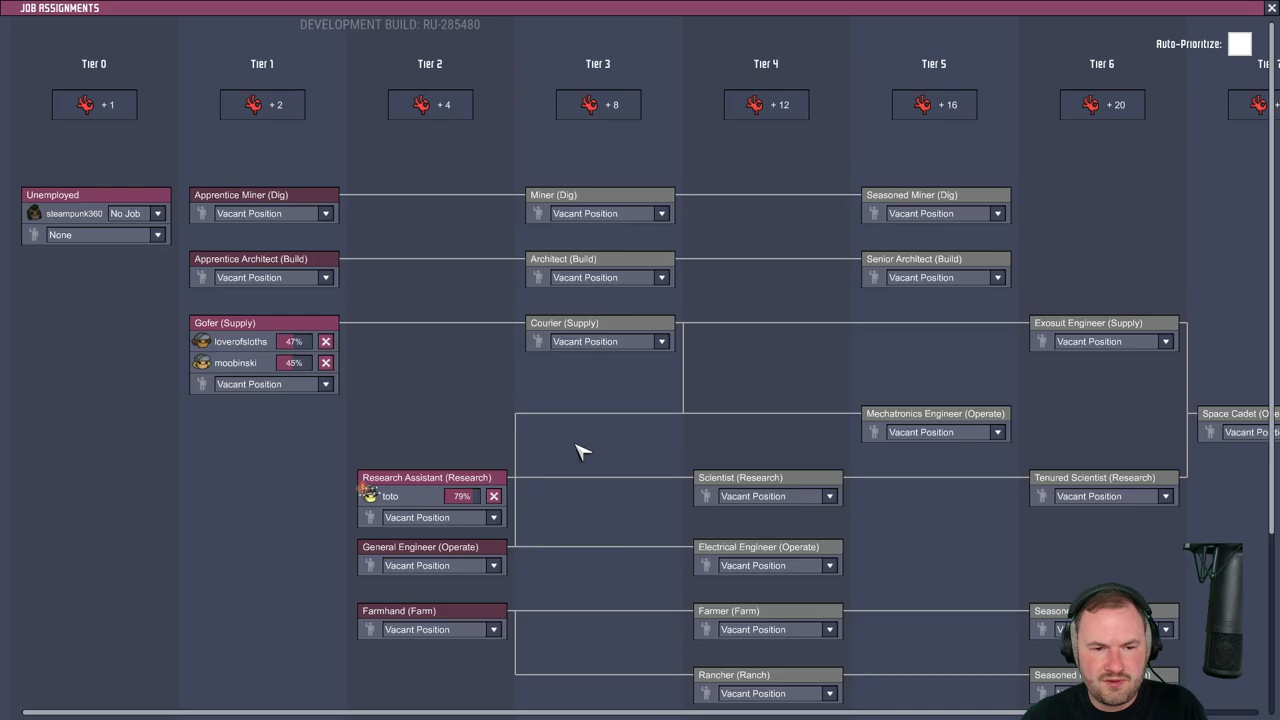 JOB ASSIGNMENTS
DEVELOPMENT BUILD: RU-285480
Auto-Prioritize:
Tier 0
Tier 1
Tier 2
Tier 3
Tier 4
Tier 5
Tier 6
+ 1
+ 2
+ 4
+ 8
+ 12
+ 16
+ 20
Unemployed
steampunk360 No Job
None
Apprentice Miner (Dig)
Vacant Position
Miner (Dig)
Vacant Position
Seasoned Miner (Dig)
Vacant Position
Apprentice Architect (Build)
Vacant Position
Architect (Build)
Vacant Position
Senior Architect (Build)
Vacant Position
Gofer (Supply)
loverofsloths 47%
moobinski 45%
Vacant Position
Courier (Supply)
Vacant Position
Exosuit Engineer (Supply)
Vacant Position
Mechatronics Engineer (Operate)
Vacant Position
Space Cadet
Vacant
Research Assistant (Research)
toto 79%
Vacant Position
Scientist (Research)
Vacant Position
Tenured Scientist (Research)
Vacant Position
General Engineer (Operate)
Vacant Position
Electrical Engineer (Operate)
Vacant Position
Farmhand (Farm)
Vacant Position
Farmer (Farm)
Vacant Position
Rancher (Ranch)
Vacant Position